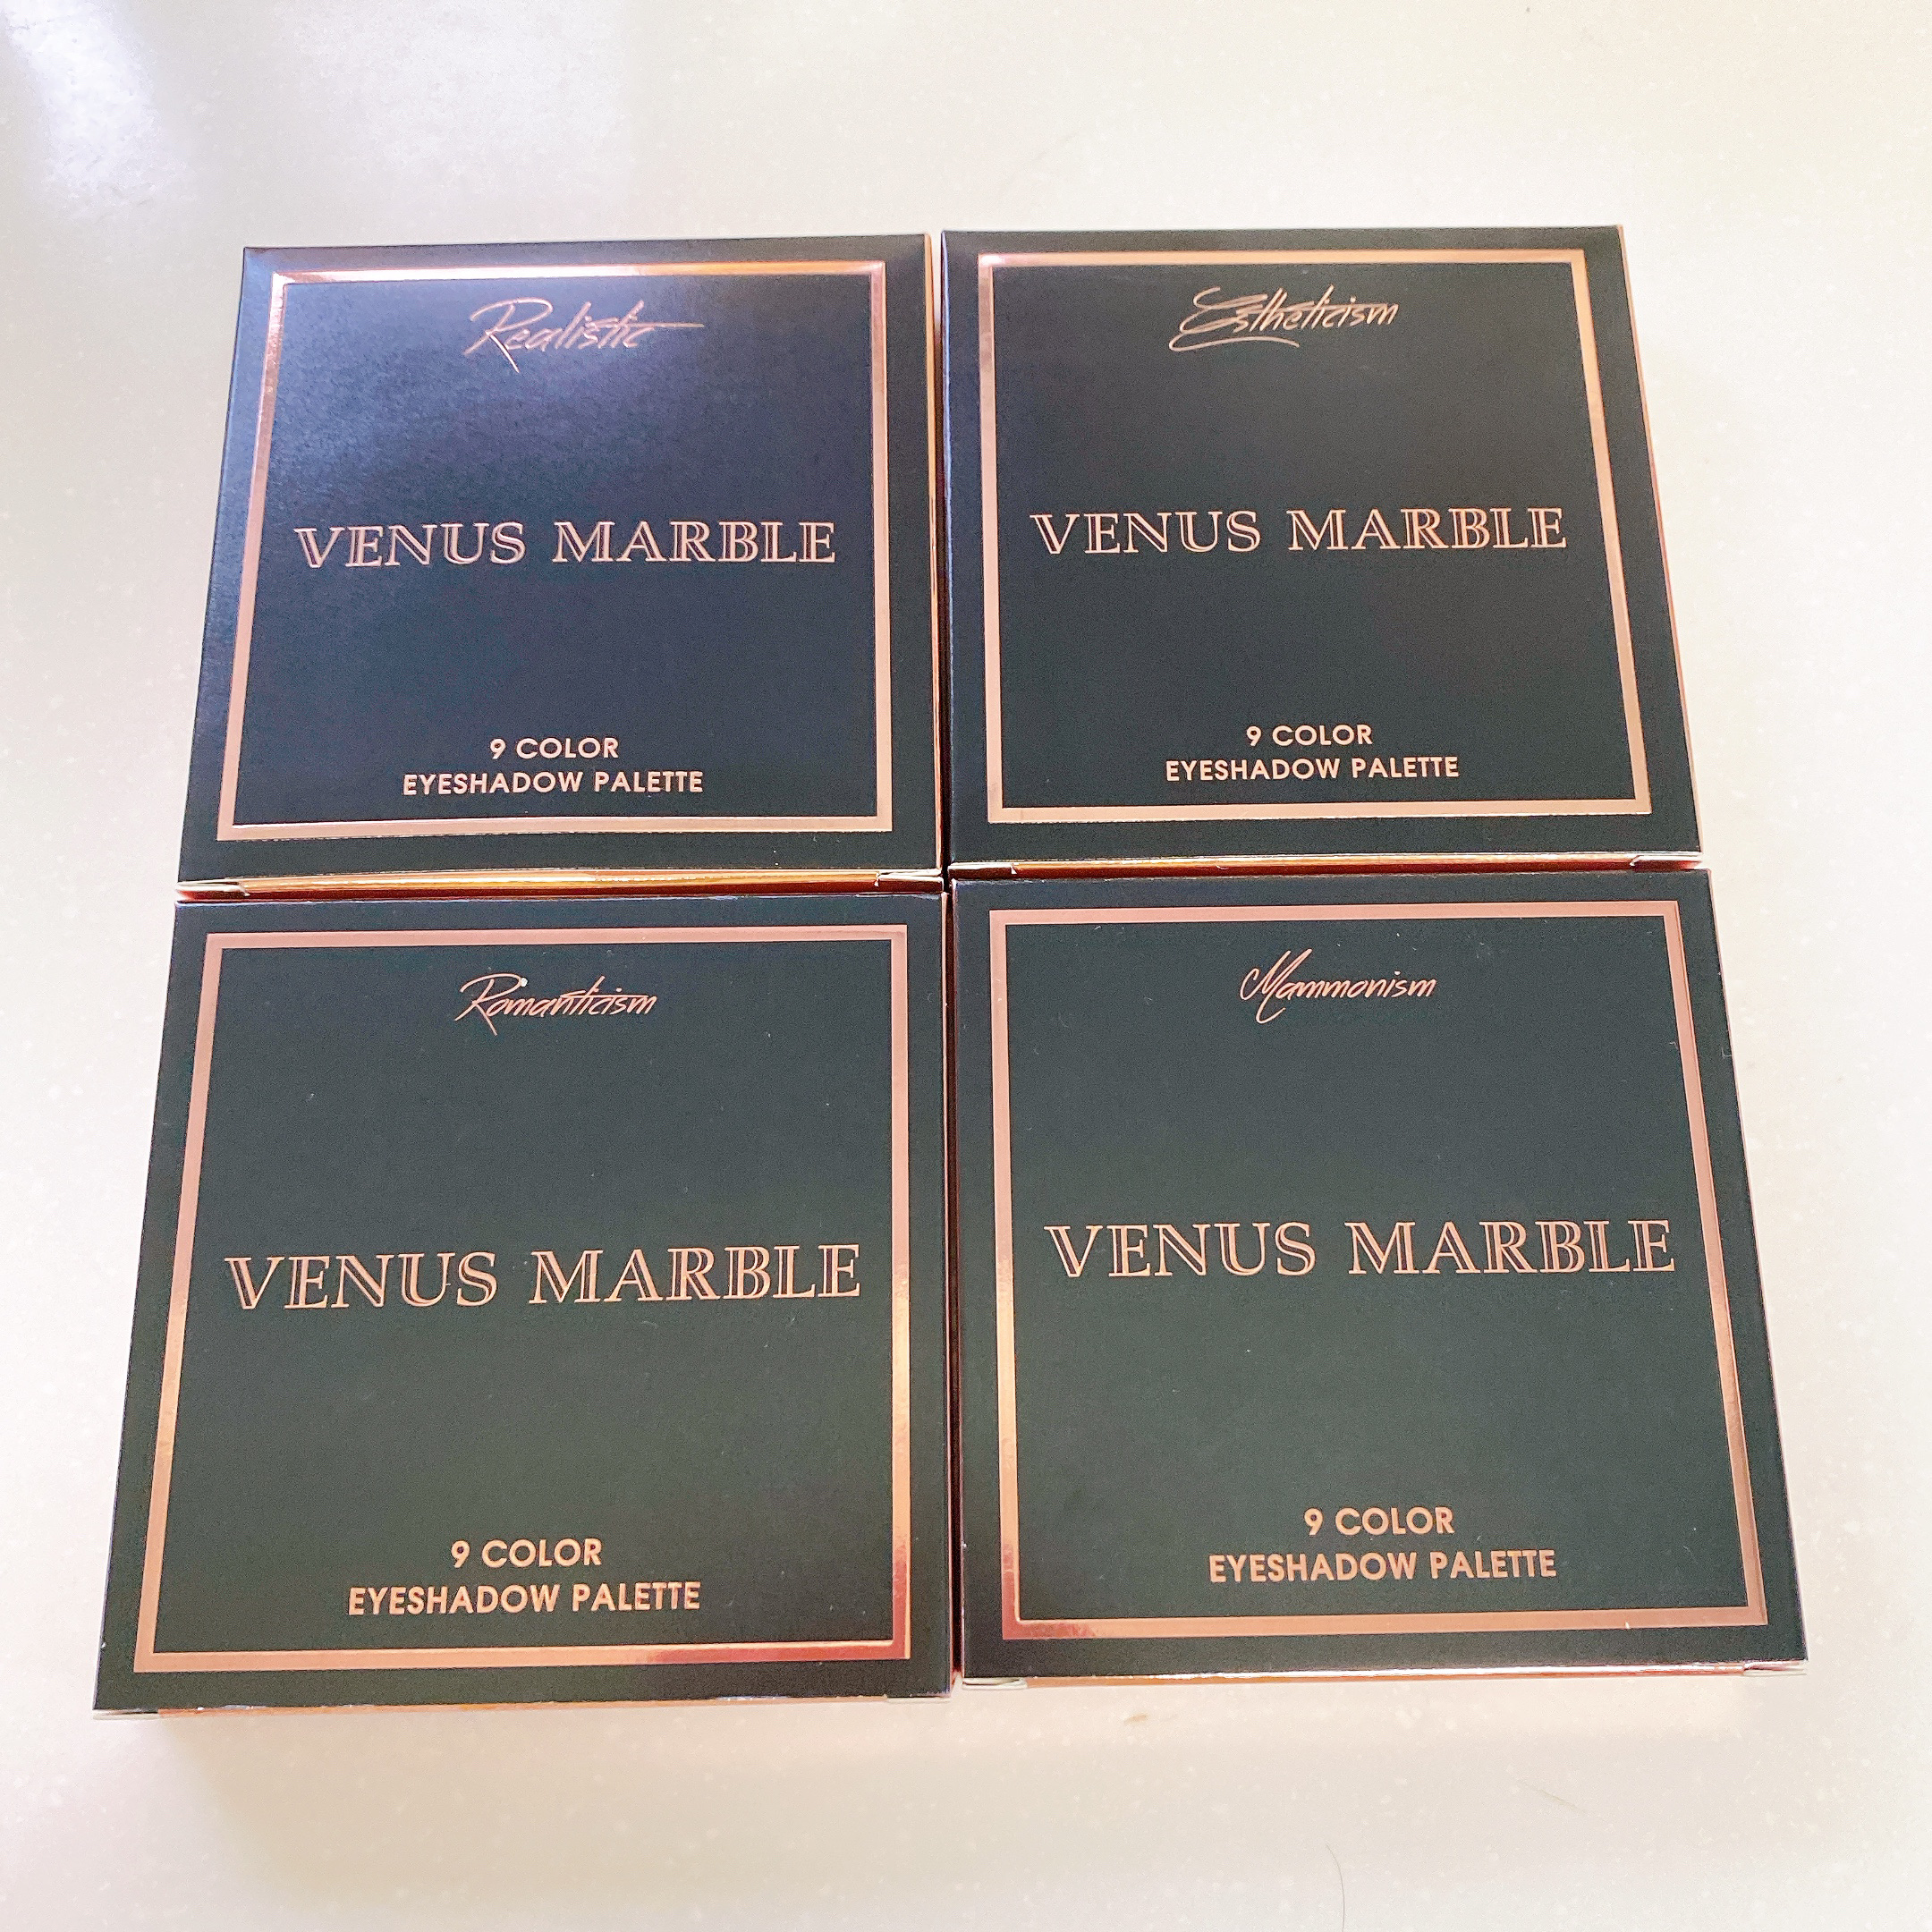 Realistic
VENUS MARBLE
9 COLOR
EYESHADOW PALETTE
Estheticism
VENUS MARBLE
9 COLOR
EYESHADOW PALETTE
Romanticism
VENUS MARBLE
9 COLOR
EYESHADOW PALETTE
Mammonism
VENUS MARBLE
9 COLOR
EYESHADOW PALETTE